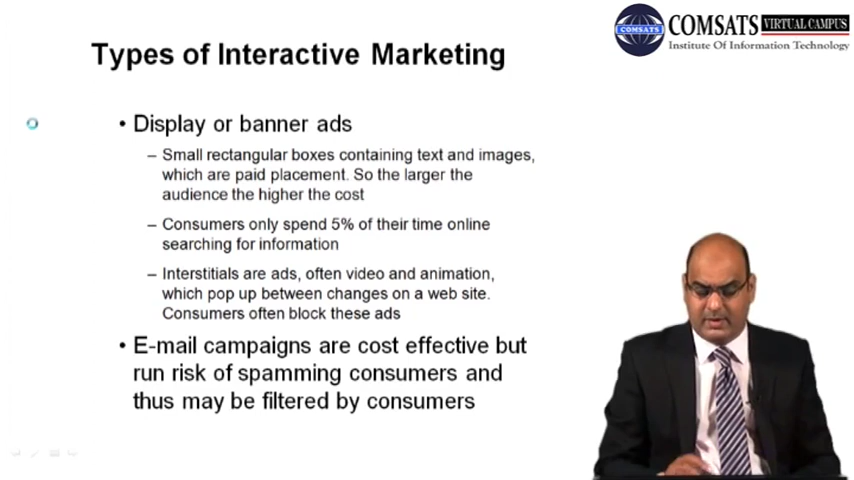 COMSATS VIRTUAL CAMPUS
COMSATS
Institute Of Information Technology
Types of Interactive Marketing
• Display or banner ads
– Small rectangular boxes containing text and images,
which are paid placement. So the larger the
audience the higher the cost
– Consumers only spend 5% of their time online
searching for information
– Interstitials are ads, often video and animation,
which pop up between changes on a web site.
Consumers often block these ads
• E-mail campaigns are cost effective but
run risk of spamming consumers and
thus may be filtered by consumers